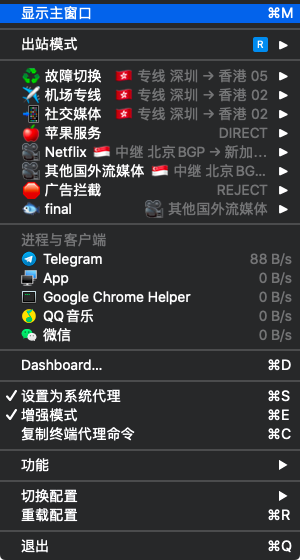 显示主窗口 ⌘M
出站模式 R
故障切换 专线 深圳 → 香港 05
机场专线 专线 深圳 → 香港 02
社交媒体 专线 深圳 → 香港 02
苹果服务 DIRECT
Netflix 中继 北京 BGP → 新加...
其他国外流媒体 中继 北京 BG...
广告拦截 REJECT
final 其他国外流媒体
进程与客户端
Telegram 88 B/s
App 0 B/s
Google Chrome Helper 0 B/s
QQ音乐 0 B/s
微信 0 B/s
Dashboard... ⌘D
✓ 设置为系统代理 ⌘S
✓ 增强模式 ⌘E
复制终端代理命令 ⌘C
功能
切换配置
重载配置 ⌘R
退出 ⌘Q